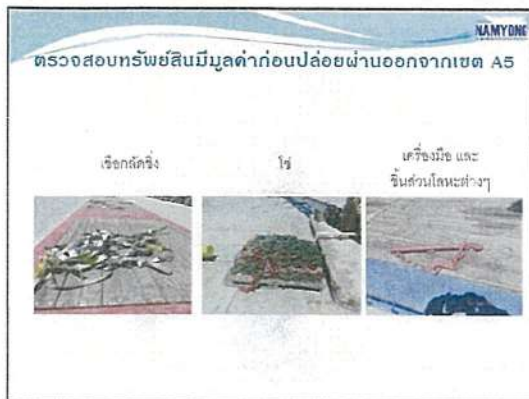 NAMYONG
ตรวจสอบทรัพย์สินมีมูลค่าก่อนปล่อยผ่านออกจากเขต A5
เชือกลัดชิ่ง
โซ่
เครื่องมือ และ
ชิ้นส่วนโลหะต่างๆ